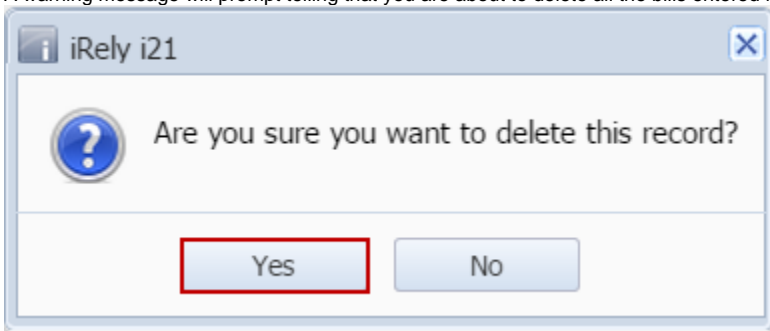 A warning message will prompt telling that you are about to delete all the bills entered
iRely i21
Are you sure you want to delete this record?
Yes
No